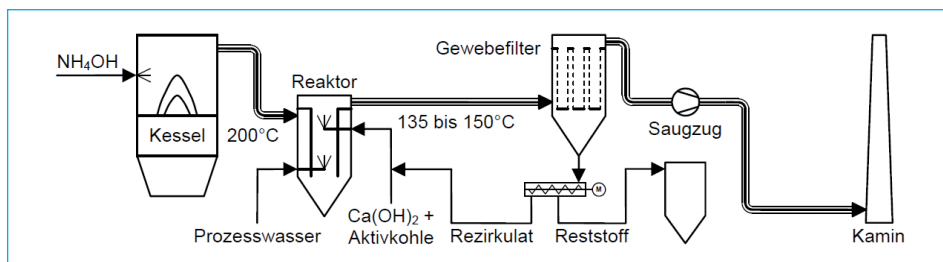 NH₄OH
Kessel
200°C
Reaktor
135 bis 150°C
Gewebefilter
Saugzug
M
Prozesswasser
Ca(OH)₂ +
Aktivkohle
Rezirkulat
Reststoff
Kamin